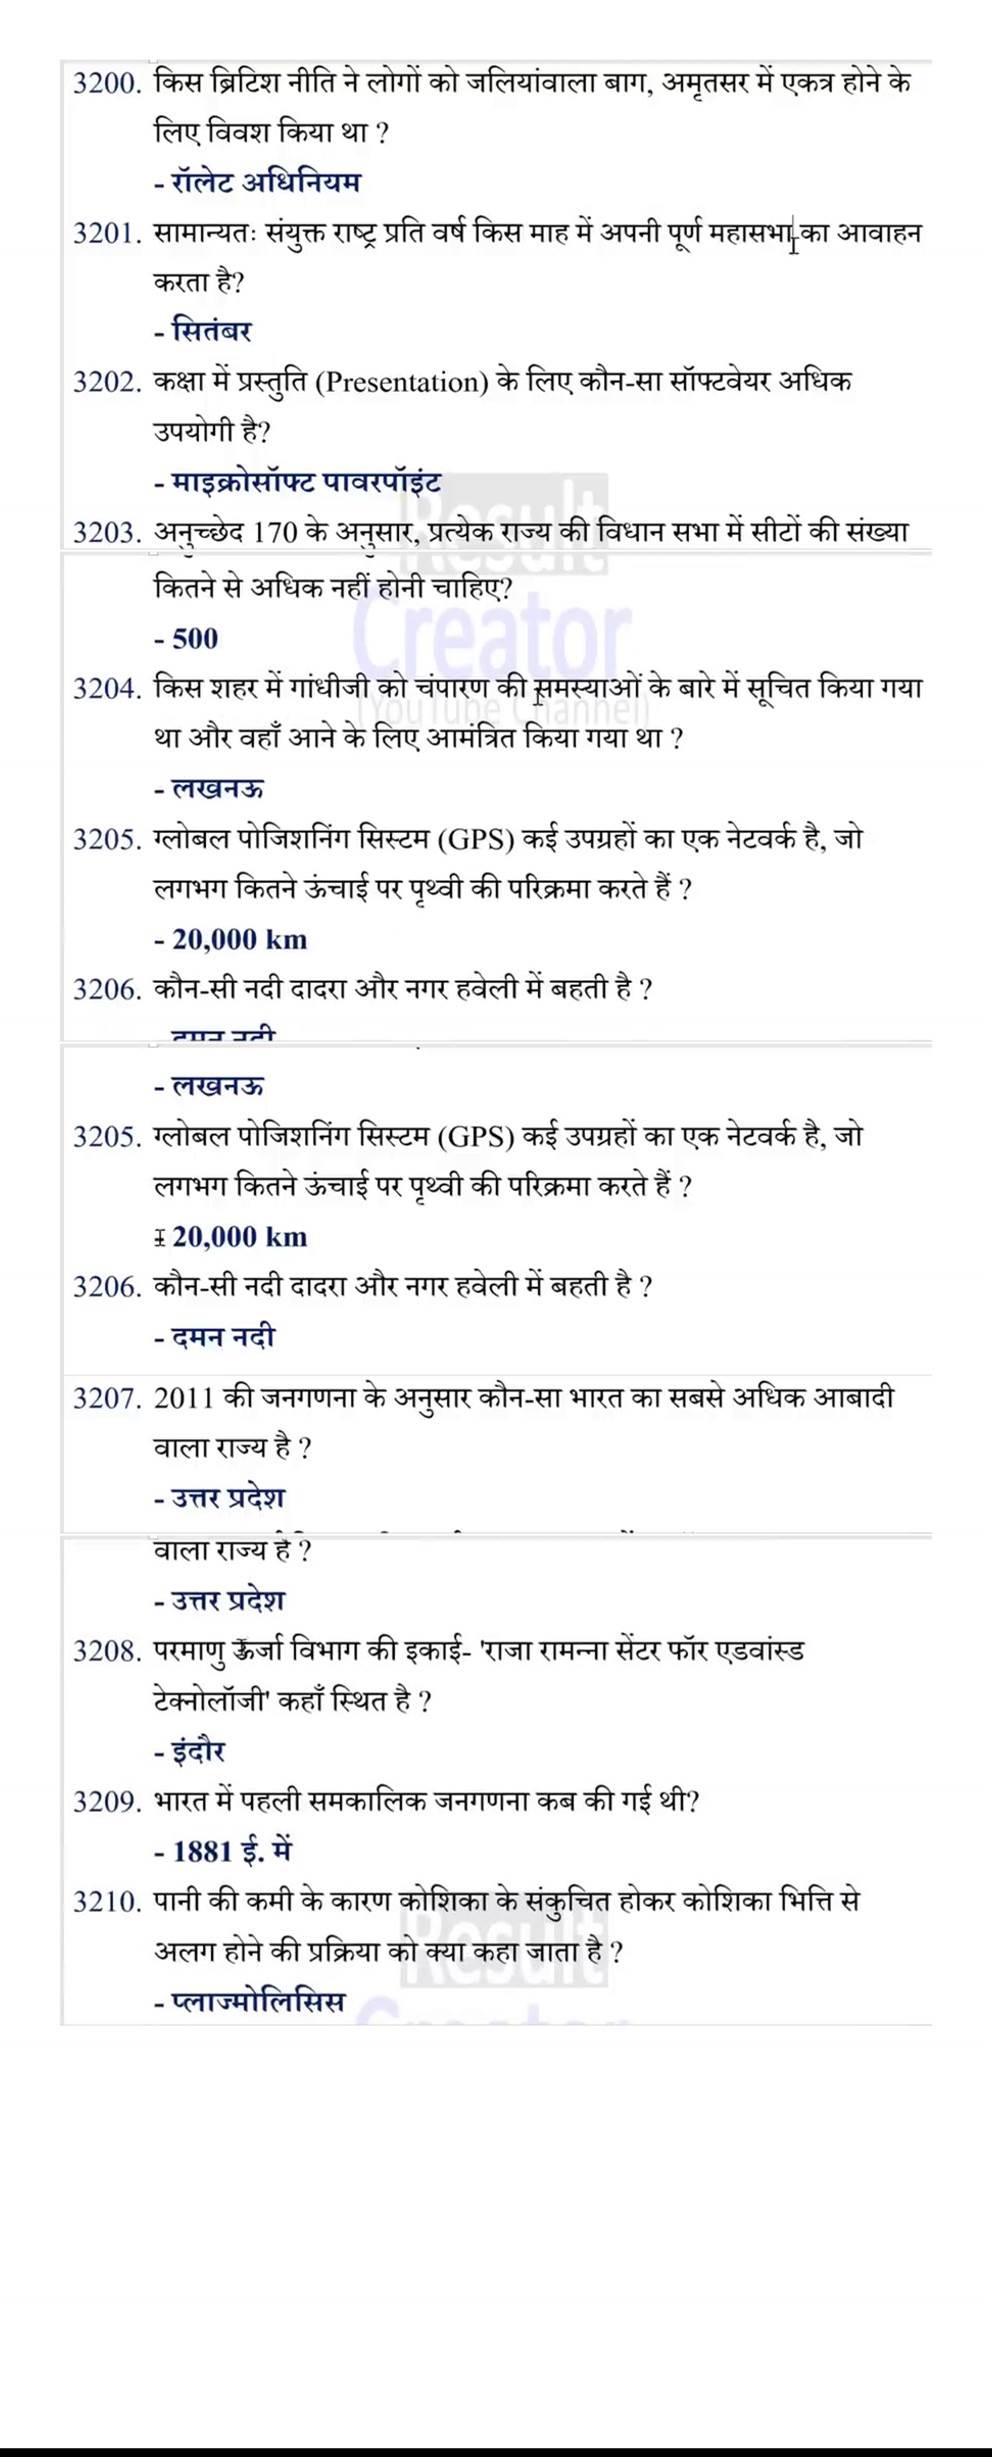 3200. किस ब्रिटिश नीति ने लोगों को जलियांवाला बाग, अमृतसर में एकत्र होने के
लिए विवश किया था ?
- रॉलेट अधिनियम
3201. सामान्यतः संयुक्त राष्ट्र प्रति वर्ष किस माह में अपनी पूर्ण महासभा का आवाहन
करता है?
- सितंबर
3202. कक्षा में प्रस्तुति (Presentation) के लिए कौन-सा सॉफ्टवेयर अधिक
उपयोगी है?
- माइक्रोसॉफ्ट पावरपॉइंट
Result
3203. अनुच्छेद 170 के अनुसार, प्रत्येक राज्य की विधान सभा में सीटों की संख्या
कितने से अधिक नहीं होनी चाहिए?
Creator
- 500
3204. किस शहर में गांधीजी को चंपारण की समस्याओं के बारे में सूचित किया गया
(YouTube Channel)
था और वहाँ आने के लिए आमंत्रित किया गया था ?
- लखनऊ
3205. ग्लोबल पोजिशनिंग सिस्टम (GPS) कई उपग्रहों का एक नेटवर्क है, जो
लगभग कितने ऊंचाई पर पृथ्वी की परिक्रमा करते हैं ?
- 20,000 km
3206. कौन-सी नदी दादरा और नगर हवेली में बहती है ?
- दमन नदी
- लखनऊ
3205. ग्लोबल पोजिशनिंग सिस्टम (GPS) कई उपग्रहों का एक नेटवर्क है, जो
लगभग कितने ऊंचाई पर पृथ्वी की परिक्रमा करते हैं ?
- 20,000 km
3206. कौन-सी नदी दादरा और नगर हवेली में बहती है ?
- दमन नदी
3207. 2011 की जनगणना के अनुसार कौन-सा भारत का सबसे अधिक आबादी
वाला राज्य है ?
- उत्तर प्रदेश
वाला राज्य है ?
- उत्तर प्रदेश
3208. परमाणु ऊर्जा विभाग की इकाई- 'राजा रामन्ना सेंटर फॉर एडवांस्ड
टेक्नोलॉजी' कहाँ स्थित है ?
- इंदौर
3209. भारत में पहली समकालिक जनगणना कब की गई थी?
- 1881 ई. में
3210. पानी की कमी के कारण कोशिका के संकुचित होकर कोशिका भित्ति से
Result
अलग होने की प्रक्रिया को क्या कहा जाता है ?
- प्लाज्मोलिसिस